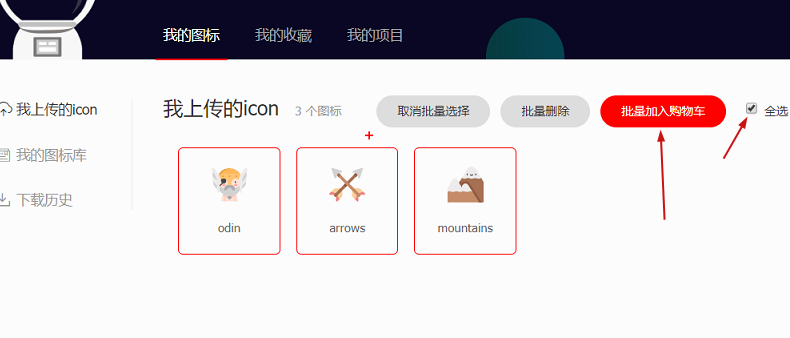 我的图标 我的收藏 我的项目
我上传的icon
我的图标库
下载历史
我上传的icon 3 个图标 取消批量选择 批量删除 批量加入购物车 全选
odin arrows mountains